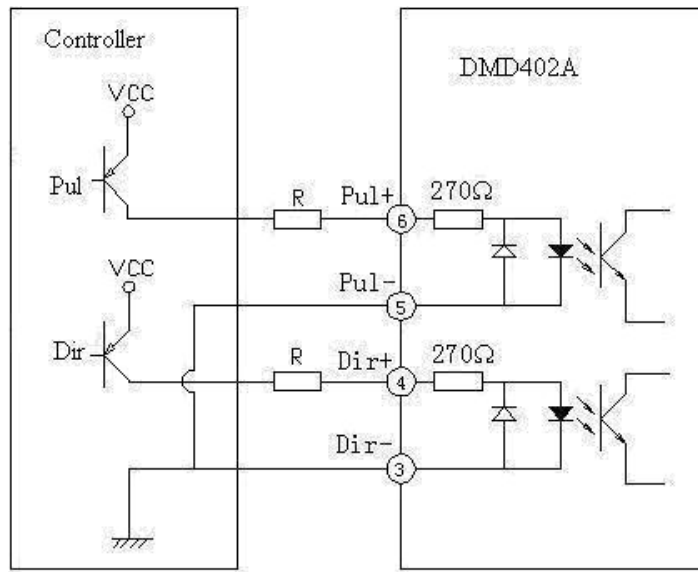 Controller
DMD402A
VCC
Pul
R
Pul+
6
270Ω
Pul-
5
VCC
Dir
R
Dir+
4
270Ω
Dir-
3